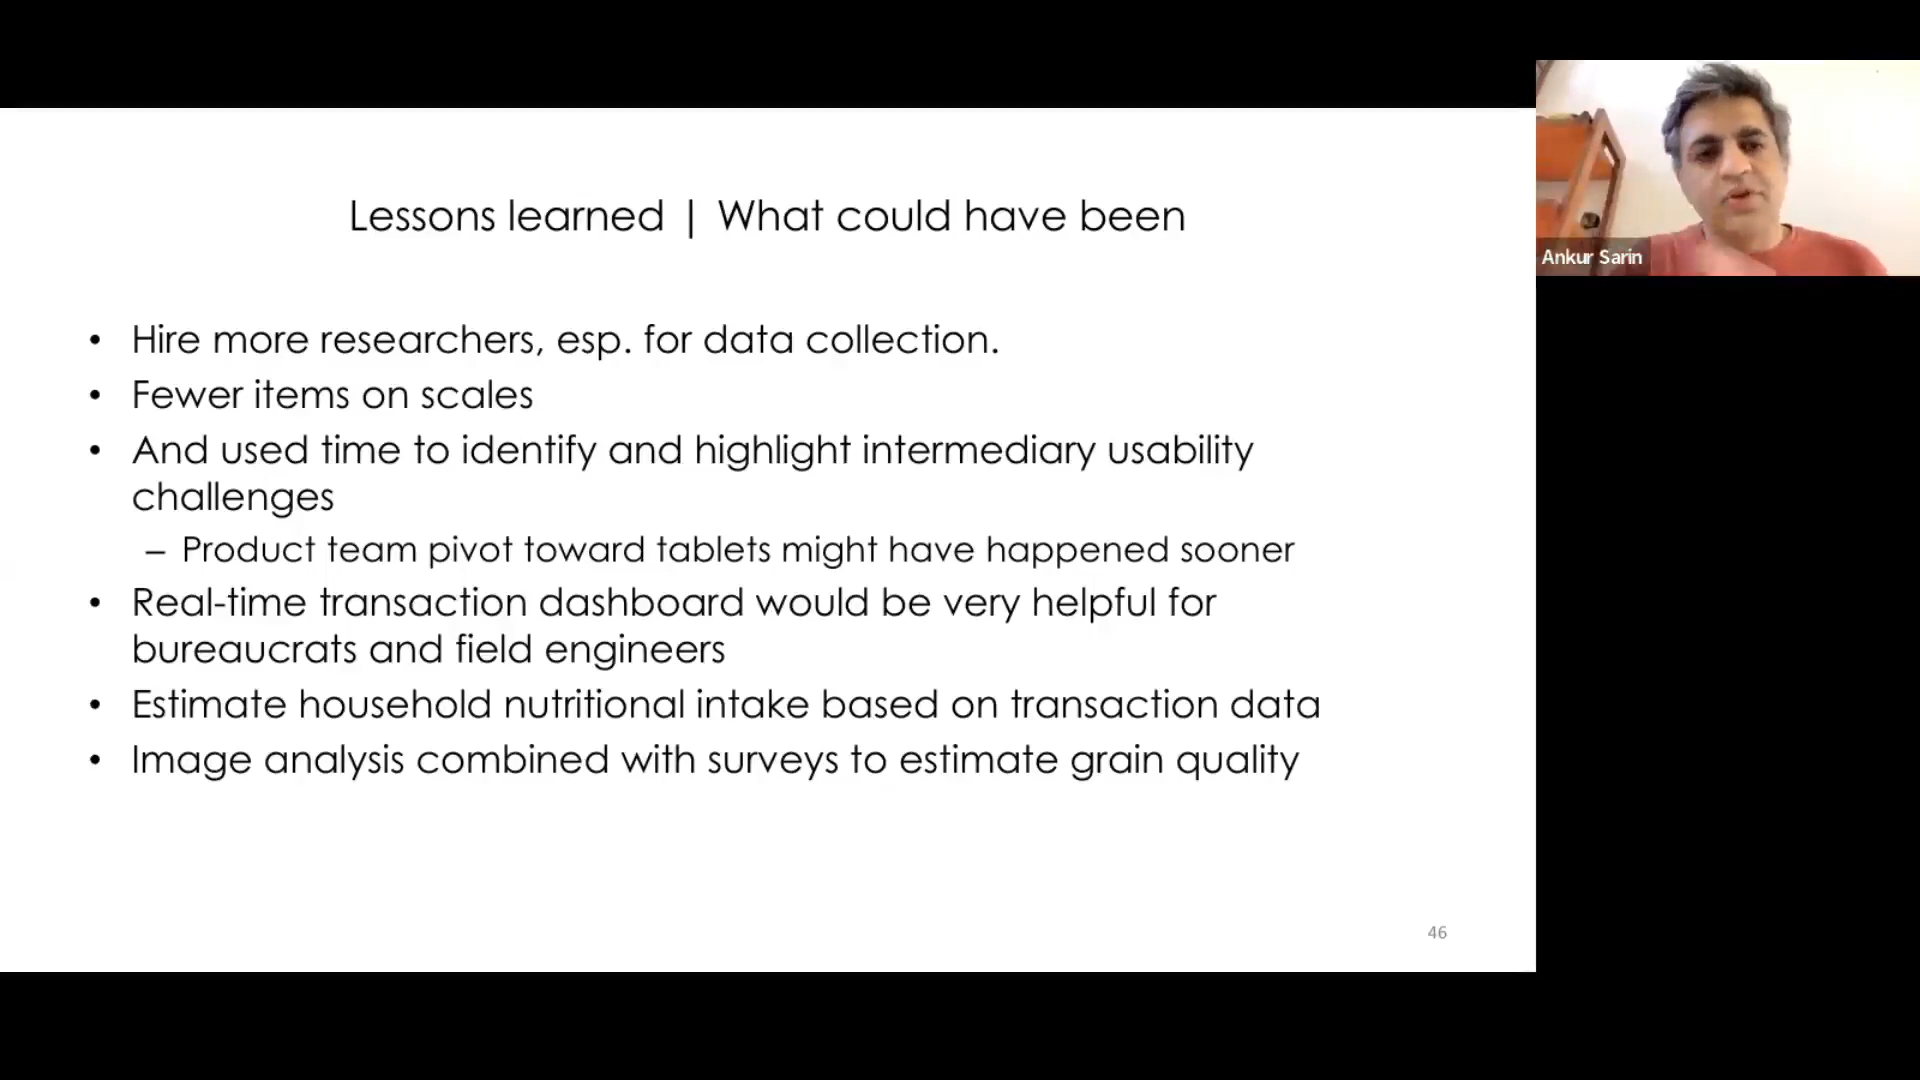 Lessons learned | What could have been
• Hire more researchers, esp. for data collection.
• Fewer items on scales
• And used time to identify and highlight intermediary usability
challenges
– Product team pivot toward tablets might have happened sooner
• Real-time transaction dashboard would be very helpful for
bureaucrats and field engineers
• Estimate household nutritional intake based on transaction data
• Image analysis combined with surveys to estimate grain quality
46
Ankur Sarin